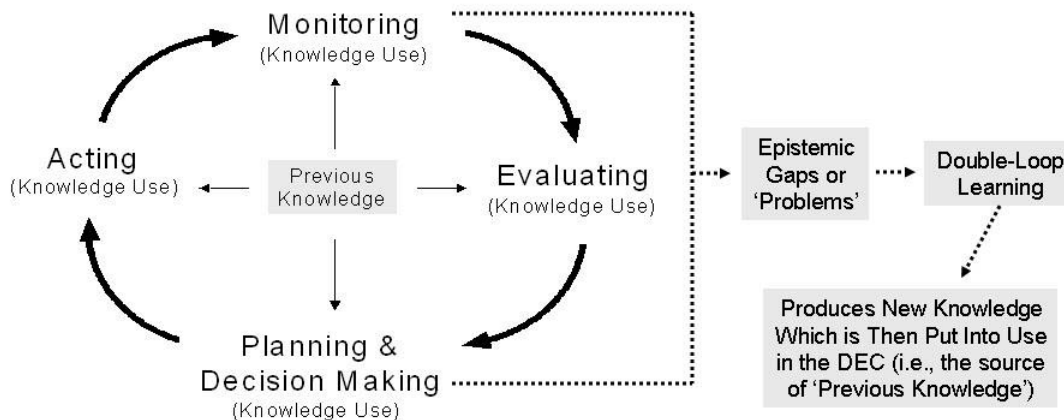 Monitoring
(Knowledge Use)
Acting
(Knowledge Use)
Previous
Knowledge
Evaluating
(Knowledge Use)
Planning &
Decision Making
(Knowledge Use)
Epistemic
Gaps or
‘Problems’
Double-Loop
Learning
Produces New Knowledge
Which is Then Put Into Use
in the DEC (i.e., the source
of ‘Previous Knowledge’)